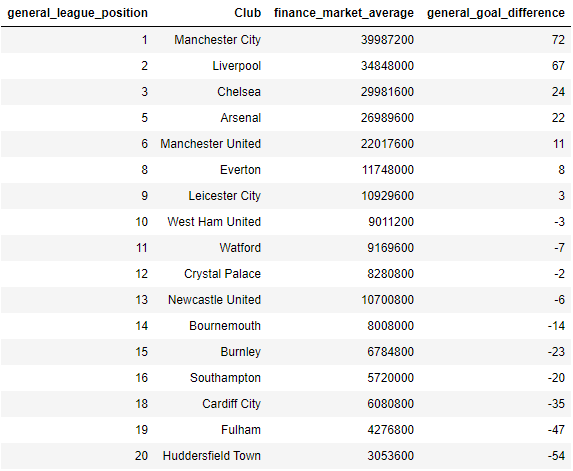 general_league_position Club finance_market_average general_goal_difference
1 Manchester City 39987200 72
2 Liverpool 34848000 67
3 Chelsea 29981600 24
5 Arsenal 26989600 22
6 Manchester United 22017600 11
8 Everton 11748000 8
9 Leicester City 10929600 3
10 West Ham United 9011200 -3
11 Watford 9169600 -7
12 Crystal Palace 8280800 -2
13 Newcastle United 10700800 -6
14 Bournemouth 8008000 -14
15 Burnley 6784800 -23
16 Southampton 5720000 -20
18 Cardiff City 6080800 -35
19 Fulham 4276800 -47
20 Huddersfield Town 3053600 -54